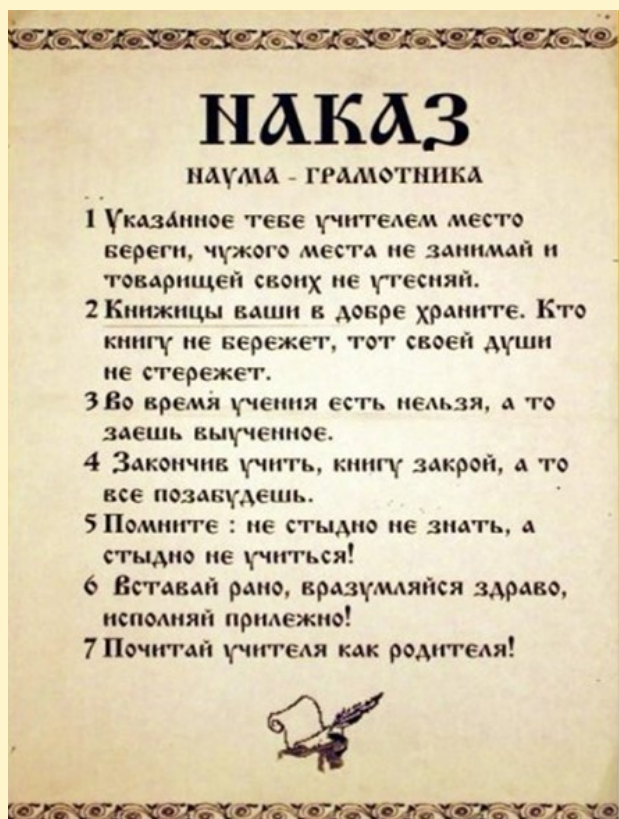 НАКАЗ
НАУМА - ГРАМОТНИКА
1 Указанное тебе учителем место
береги, чужого места не занимай и
товарищей своих не утесняй.
2 Книжицы ваши в добре храните. Кто
книгу не бережет, тот своей души
не стережет.
3 Во время учения есть нельзя, а то
заешь выученное.
4 Закончив учить, книгу закрой, а то
все позабудешь.
5 Помните : не стыдно не знать, а
стыдно не учиться!
6 Вставай рано, вразумляйся здраво,
исполняй прилежно!
7 Почитай учителя как родителя!